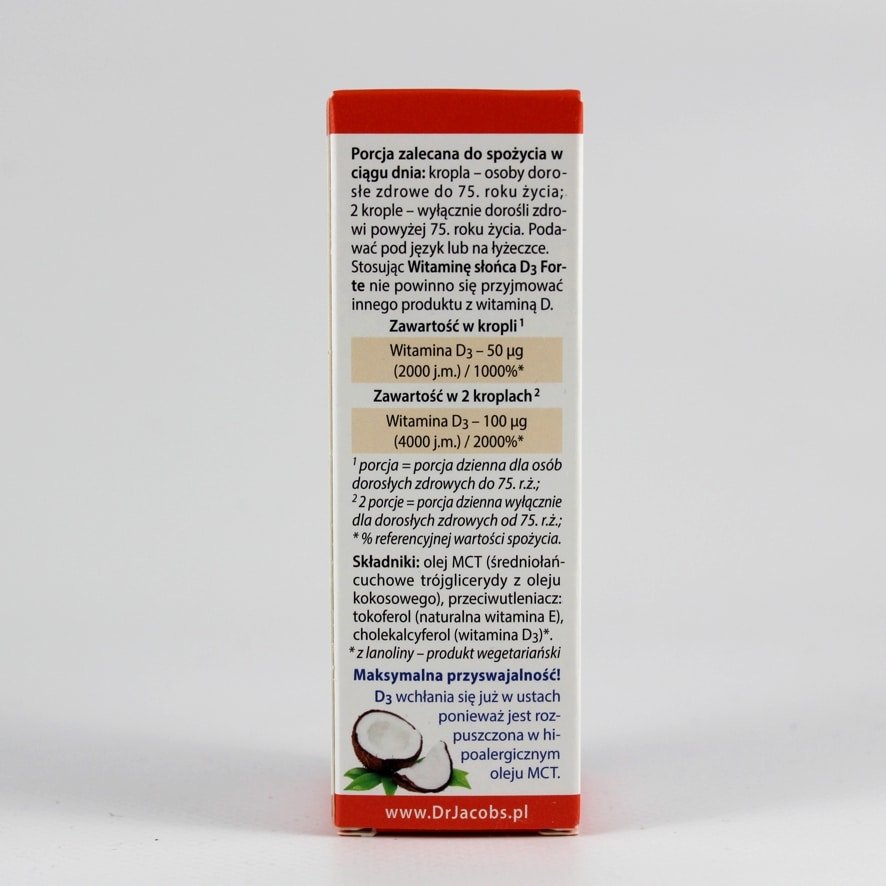 Porcja zalecana do spożycia w
ciągu dnia: kropla – osoby doro-
słe zdrowe do 75. roku życia;
2 krople – wyłącznie dorośli zdro-
wi powyżej 75. roku życia. Poda-
wać pod język lub na łyżeczce.
Stosując Witaminę słońca D3 For-
te nie powinno się przyjmować
innego produktu z witaminą D.
Zawartość w kropli¹
Witamina D3 – 50 µg
(2000 j.m.) / 1000%*
Zawartość w 2 kroplach²
Witamina D3 – 100 µg
(4000 j.m.) / 2000%*
¹ porcja = porcja dzienna dla osób
dorosłych zdrowych do 75. r.ż.;
² 2 porcje = porcja dzienna wyłącznie
dla dorosłych zdrowych od 75. r.ż.;
* % referencyjnej wartości spożycia.
Składniki: olej MCT (średniołań-
cuchowe trójglicerydy z oleju
kokosowego), przeciwutleniacz:
tokoferol (naturalna witamina E),
cholekalcyferol (witamina D3)*.
* z lanoliny – produkt wegetariański
Maksymalna przyswajalność!
D3 wchłania się już w ustach
ponieważ jest roz-
puszczona w hi-
poalergicznym
oleju MCT.
www.DrJacobs.pl